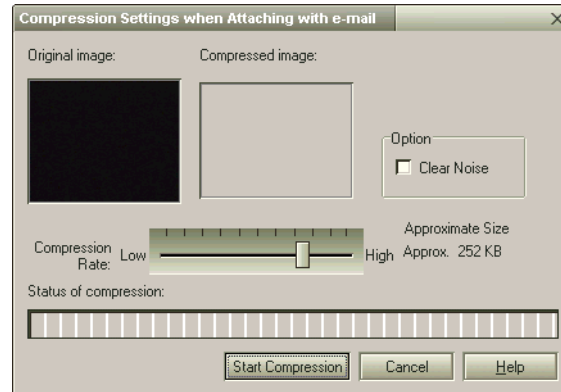 Compression Settings when Attaching with e-mail
Original image:
Compressed image:
Option
Clear Noise
Approximate Size
Compression Rate:
Low
High
Approx. 252 KB
Status of compression:
Start Compression
Cancel
Help